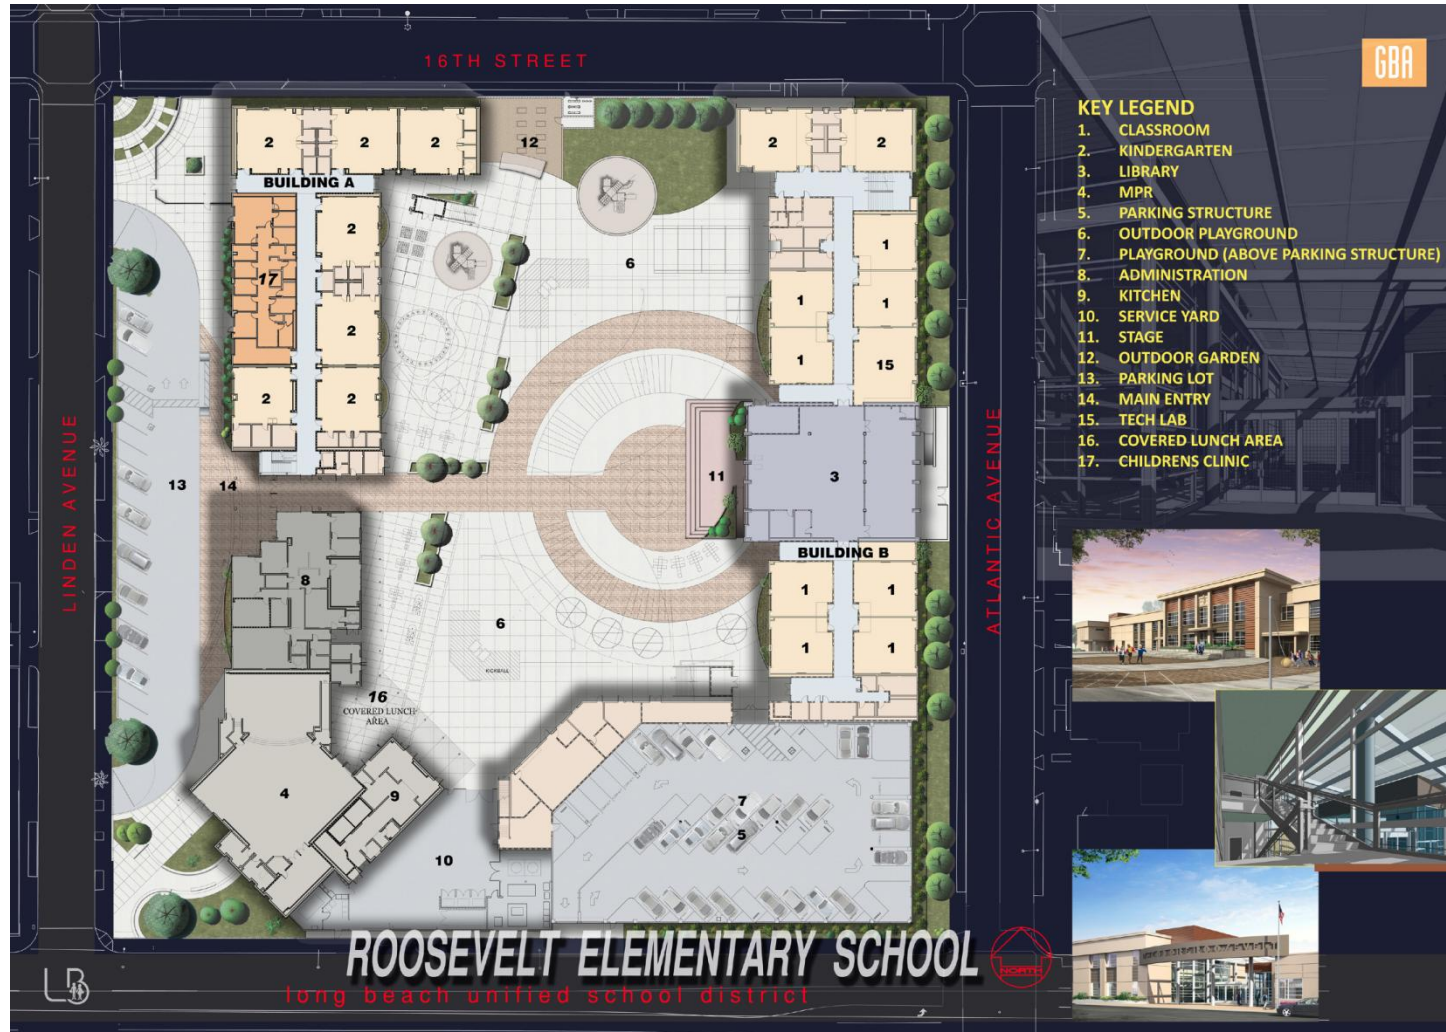 16TH STREET
GBA
KEY LEGEND
1. CLASSROOM
2. KINDERGARTEN
3. LIBRARY
4. MPR
5. PARKING STRUCTURE
6. OUTDOOR PLAYGROUND
7. PLAYGROUND (ABOVE PARKING STRUCTURE)
8. ADMINISTRATION
9. KITCHEN
10. SERVICE YARD
11. STAGE
12. OUTDOOR GARDEN
13. PARKING LOT
14. MAIN ENTRY
15. TECH LAB
16. COVERED LUNCH AREA
17. CHILDRENS CLINIC
2 2 2 12 2 2
BUILDING A
2
1
17
6
1 1
2
1 15
2 2
LINDEN AVENUE
ATLANTIC AVENUE
13 14 11 3
BUILDING B
8
1 1
6
1 1
KICKBALL
16
COVERED LUNCH
AREA
4 9
7
5
10
ROOSEVELT ELEMENTARY SCHOOL
NORTH
long beach unified school district
LB